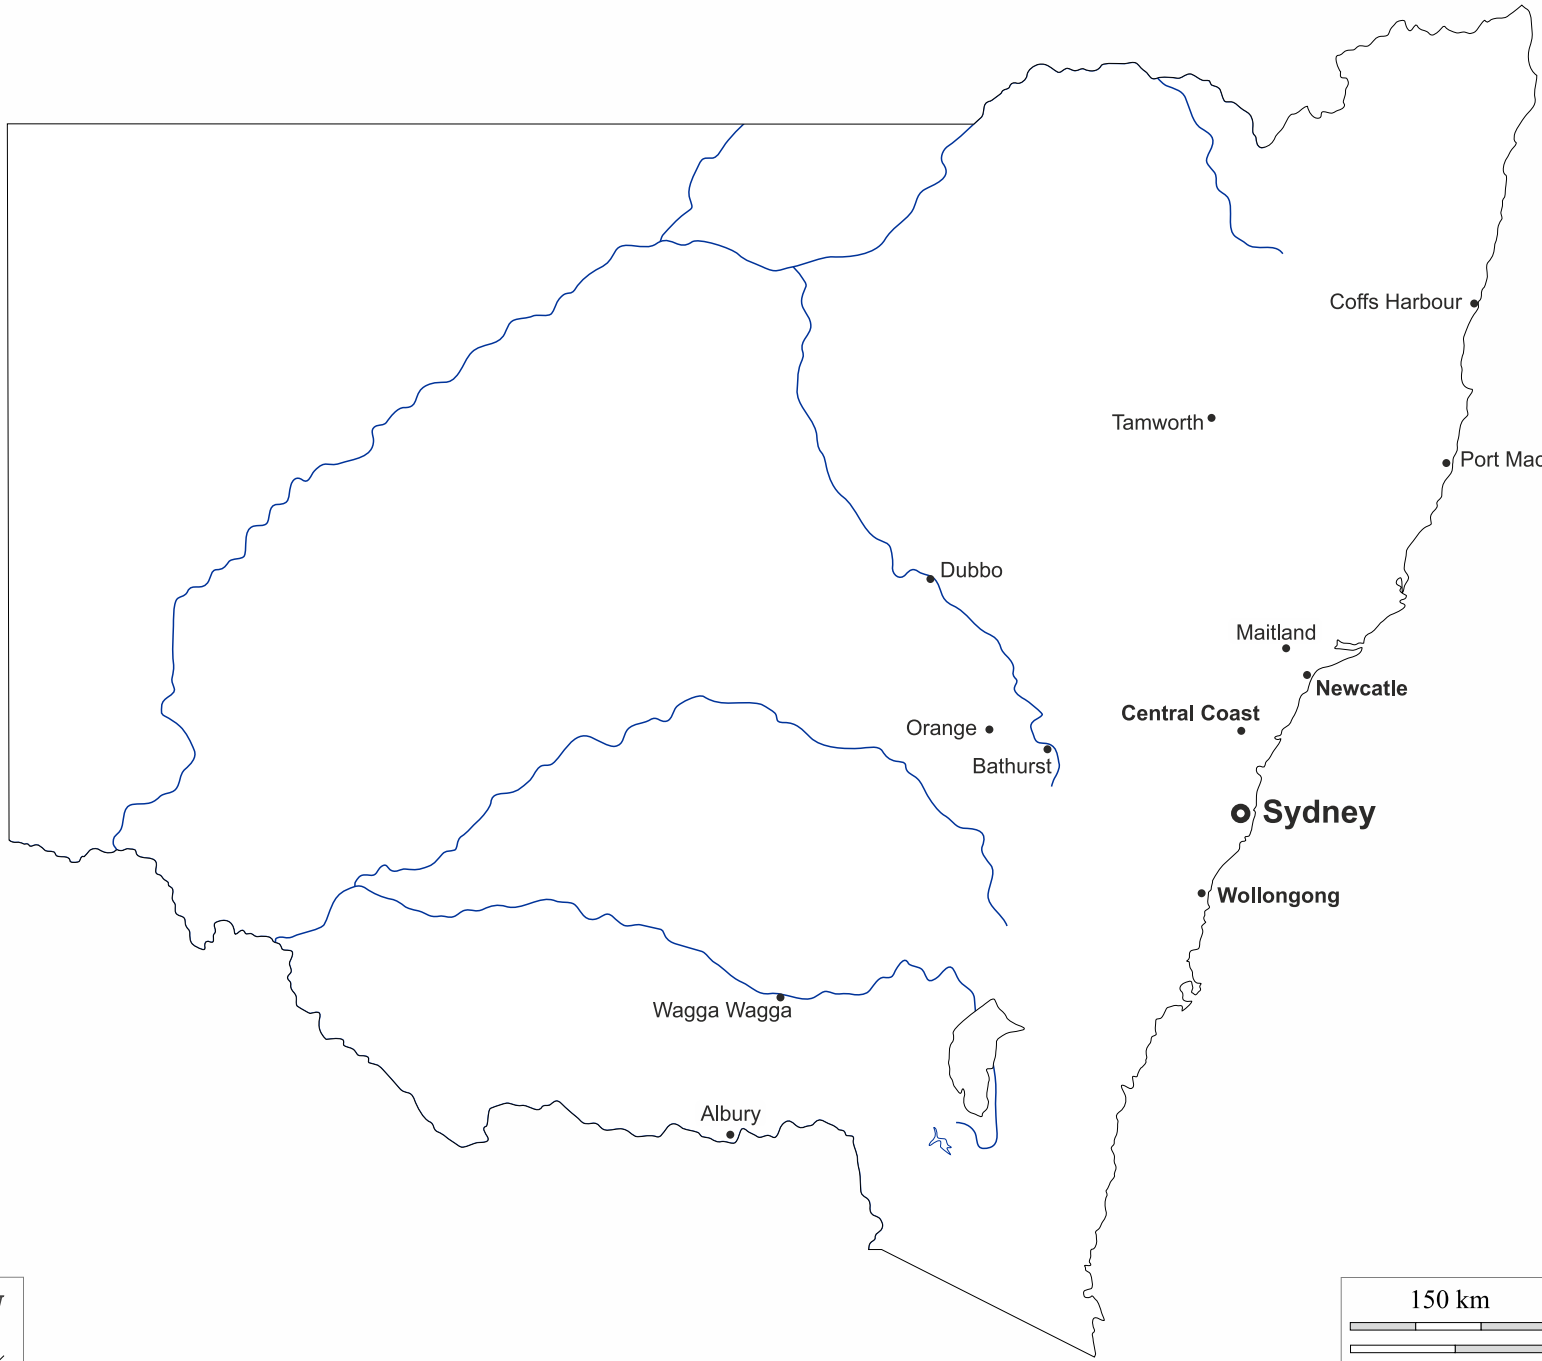 Coffs Harbour
Tamworth
Port Mac
Dubbo
Maitland
Newcatle
Central Coast
Orange
Bathurst
Sydney
Wollongong
Wagga Wagga
Albury
150 km